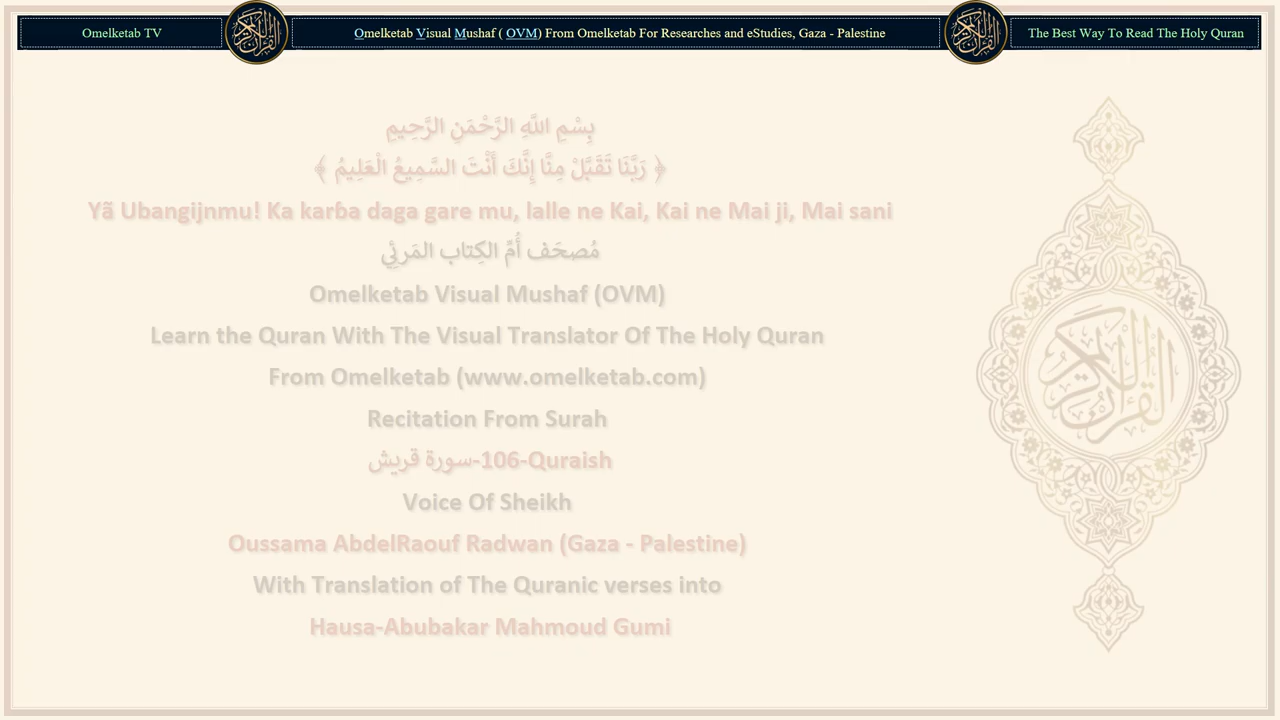 Omelketab TV
Omelketab Visual Mushaf ( OVM) From Omelketab For Researches and eStudies, Gaza - Palestine
The Best Way To Read The Holy Quran
بِسْمِ اللَّهِ الرَّحْمَنِ الرَّحِيمِ
﴿ رَبَّنَا تَقَبَّلْ مِنَّا إِنَّكَ أَنْتَ السَّمِيعُ الْعَلِيمُ ﴾
Yã Ubangijnmu! Ka karɓa daga gare mu, lalle ne Kai, Kai ne Mai ji, Mai sani
مُصحَف أُمِّ الكِتاب المَرئِي
Omelketab Visual Mushaf (OVM)
Learn the Quran With The Visual Translator Of The Holy Quran
From Omelketab (www.omelketab.com)
Recitation From Surah
سورة قريش-106-Quraish
Voice Of Sheikh
Oussama AbdelRaouf Radwan (Gaza - Palestine)
With Translation of The Quranic verses into
Hausa-Abubakar Mahmoud Gumi
القرآن الكريم